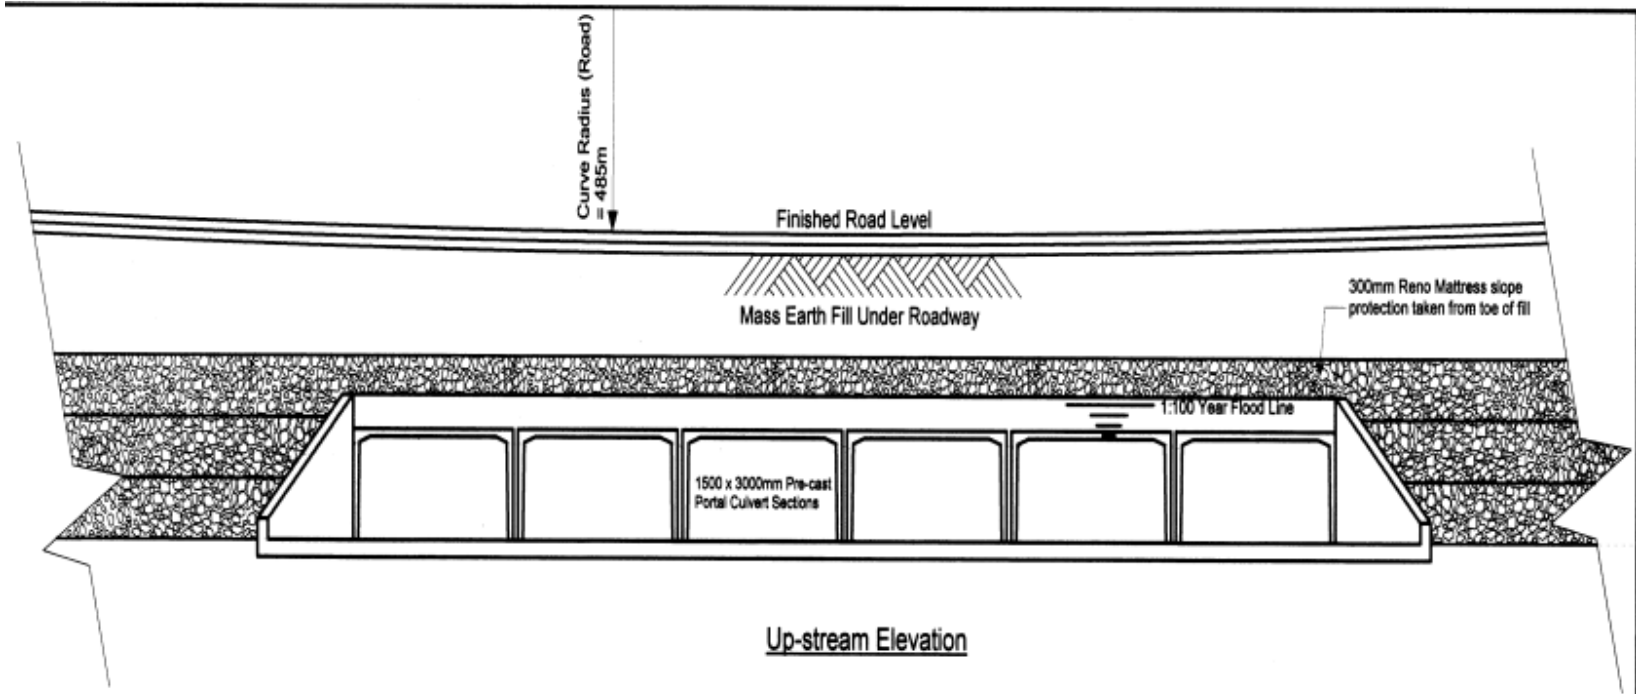 Curve Radius (Road)
= 485m
Finished Road Level
Mass Earth Fill Under Roadway
300mm Reno Mattress slope
protection taken from toe of fill
1:100 Year Flood Line
1500 x 3000mm Pre-cast
Portal Culvert Sections
Up-stream Elevation